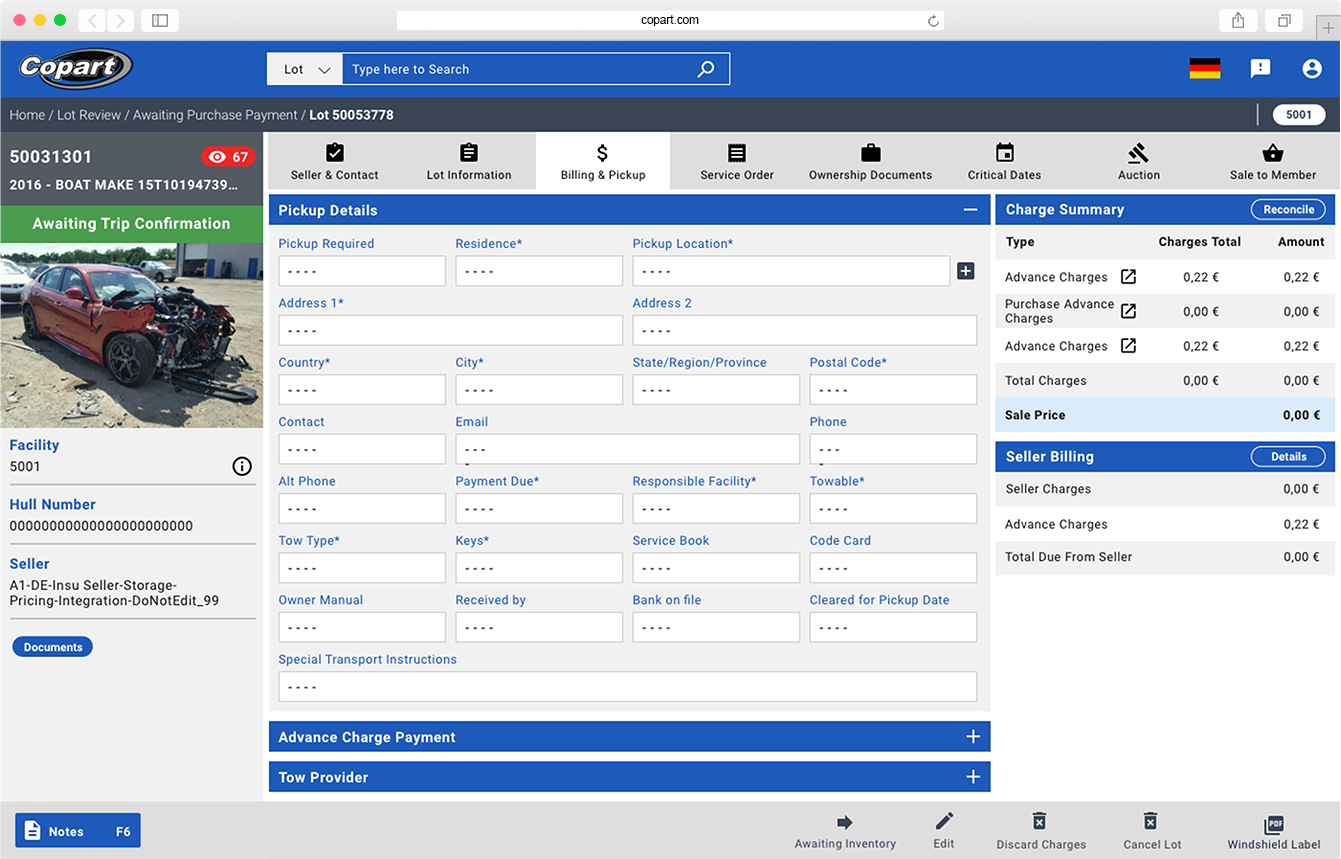 copart.com
Copart
Lot
Type here to Search
Home / Lot Review / Awaiting Purchase Payment / Lot 50053778
5001
50031301
67
2016 - BOAT MAKE 15T10194739...
Awaiting Trip Confirmation
Facility
5001
Hull Number
00000000000000000000000
Seller
A1-DE-Insu Seller-Storage-
Pricing-Integration-DoNotEdit_99
Documents
Seller & Contact
Lot Information
$
Billing & Pickup
Service Order
Ownership Documents
Critical Dates
Auction
Sale to Member
Pickup Details
Pickup Required Residence* Pickup Location*
- - - - - - - - - - - -
Address 1* Address 2
- - - - - - - -
Country* City* State/Region/Province Postal Code*
- - - - - - - - - - - - - - - -
Contact Email Phone
- - - - - - - - - -
Alt Phone Payment Due* Responsible Facility* Towable*
- - - - - - - - - - - - - - - -
Tow Type* Keys* Service Book Code Card
- - - - - - - - - - - - - - - -
Owner Manual Received by Bank on file Cleared for Pickup Date
- - - - - - - - - - - - - - - -
Special Transport Instructions
- - - -
Advance Charge Payment
Tow Provider
Charge Summary Reconcile
Type Charges Total Amount
Advance Charges 0,22 € 0,22 €
Purchase Advance
Charges 0,00 € 0,00 €
Advance Charges 0,22 € 0,22 €
Total Charges 0,00 € 0,00 €
Sale Price 0,00 €
Seller Billing Details
Seller Charges 0,00 €
Advance Charges 0,22 €
Total Due From Seller 0,00 €
Notes F6
Awaiting Inventory
Edit
Discard Charges
Cancel Lot
PDF
Windshield Label